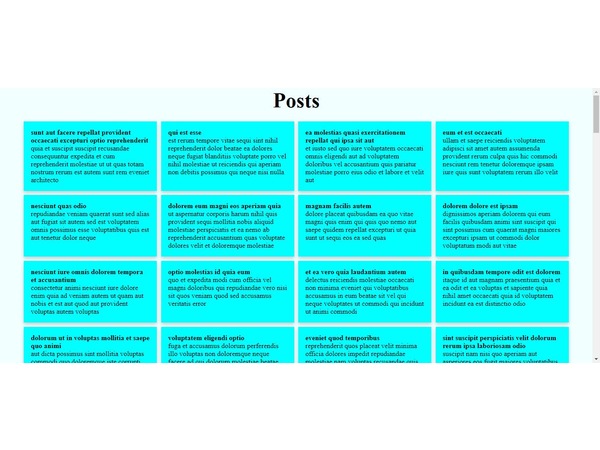 Posts
sunt aut facere repellat provident
occaecati excepturi optio reprehenderit
quia et suscipit suscipit recusandae
consequuntur expedita et cum
reprehenderit molestiae ut ut quas totam
nostrum rerum est autem sunt rem eveniet
architecto
qui est esse
est rerum tempore vitae sequi sint nihil
reprehenderit dolor beatae ea dolores
neque fugiat blanditiis voluptate porro vel
nihil molestiae ut reiciendis qui aperiam
non debitis possimus qui neque nisi nulla
ea molestias quasi exercitationem
repellat qui ipsa sit aut
et iusto sed quo iure voluptatem occaecati
omnis eligendi aut ad voluptatem
doloribus vel accusantium quis pariatur
molestiae porro eius odio et labore et velit
aut
eum et est occaecati
ullam et saepe reiciendis voluptatem
adipisci sit amet autem assumenda
provident rerum culpa quis hic commodi
nesciunt rem tenetur doloremque ipsam
iure quis sunt voluptatem rerum illo velit
nesciunt quas odio
repudiandae veniam quaerat sunt sed alias
aut fugiat sit autem sed est voluptatem
omnis possimus esse voluptatibus quis est
aut tenetur dolor neque
dolorem eum magni eos aperiam quia
ut aspernatur corporis harum nihil quis
provident sequi mollitia nobis aliquid
molestiae perspiciatis et ea nemo ab
reprehenderit accusantium quas voluptate
dolores velit et doloremque molestiae
magnam facilis autem
dolore placeat quibusdam ea quo vitae
magni quis enim qui quis quo nemo aut
saepe quidem repellat excepturi ut quia
sunt ut sequi eos ea sed quas
dolorem dolore est ipsam
dignissimos aperiam dolorem qui eum
facilis quibusdam animi sint suscipit qui
sint possimus cum quaerat magni maiores
excepturi ipsam ut commodi dolor
voluptatum modi aut vitae
nesciunt iure omnis dolorem tempora
et accusantium
consectetur animi nesciunt iure dolore
enim quia ad veniam autem ut quam aut
nobis et est aut quod aut provident
voluptas autem voluptas
optio molestias id quia eum
quo et expedita modi cum officia vel
magni doloribus qui repudiandae vero nisi
sit quos veniam quod sed accusamus
veritatis error
et ea vero quia laudantium autem
delectus reiciendis molestiae occaecati
non minima eveniet qui voluptatibus
accusamus in eum beatae sit vel qui
neque voluptates ut commodi qui incidunt
ut animi commodi
in quibusdam tempore odit est dolorem
itaque id aut magnam praesentium quia et
ea odit et ea voluptas et sapiente quia
nihil amet occaecati quia id voluptatem
incidunt ea est distinctio odio
dolorum ut in voluptas mollitia et saepe
quo animi
aut dicta possimus sint mollitia voluptas
commodi quo doloremque iste corrupti
voluptatem eligendi optio
fuga et accusamus dolorum perferendis
illo voluptas non doloremque neque
facere ad qui dolorum molestiae beatae
eveniet quod temporibus
reprehenderit quos placeat velit minima
officia dolores impedit repudiandae
molestiae nam voluptas recusandae quis
sint suscipit perspiciatis velit dolorum
rerum ipsa laboriosam odio
suscipit nam nisi quo aperiam aut
asperiores eos fugit maiores voluptatibus